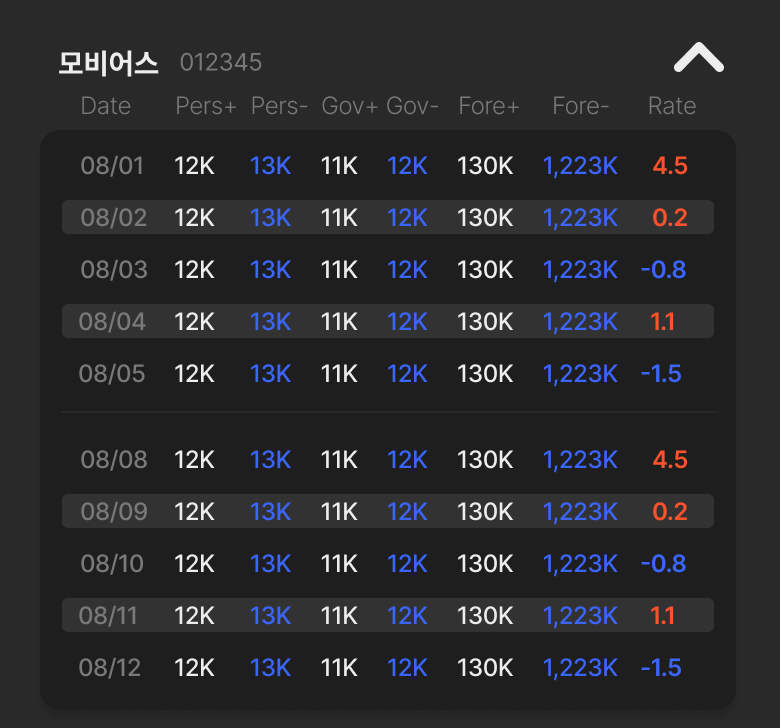 모비어스 012345
Date Pers+ Pers- Gov+ Gov- Fore+ Fore- Rate
08/01 12K 13K 11K 12K 130K 1,223K 4.5
08/02 12K 13K 11K 12K 130K 1,223K 0.2
08/03 12K 13K 11K 12K 130K 1,223K -0.8
08/04 12K 13K 11K 12K 130K 1,223K 1.1
08/05 12K 13K 11K 12K 130K 1,223K -1.5
08/08 12K 13K 11K 12K 130K 1,223K 4.5
08/09 12K 13K 11K 12K 130K 1,223K 0.2
08/10 12K 13K 11K 12K 130K 1,223K -0.8
08/11 12K 13K 11K 12K 130K 1,223K 1.1
08/12 12K 13K 11K 12K 130K 1,223K -1.5